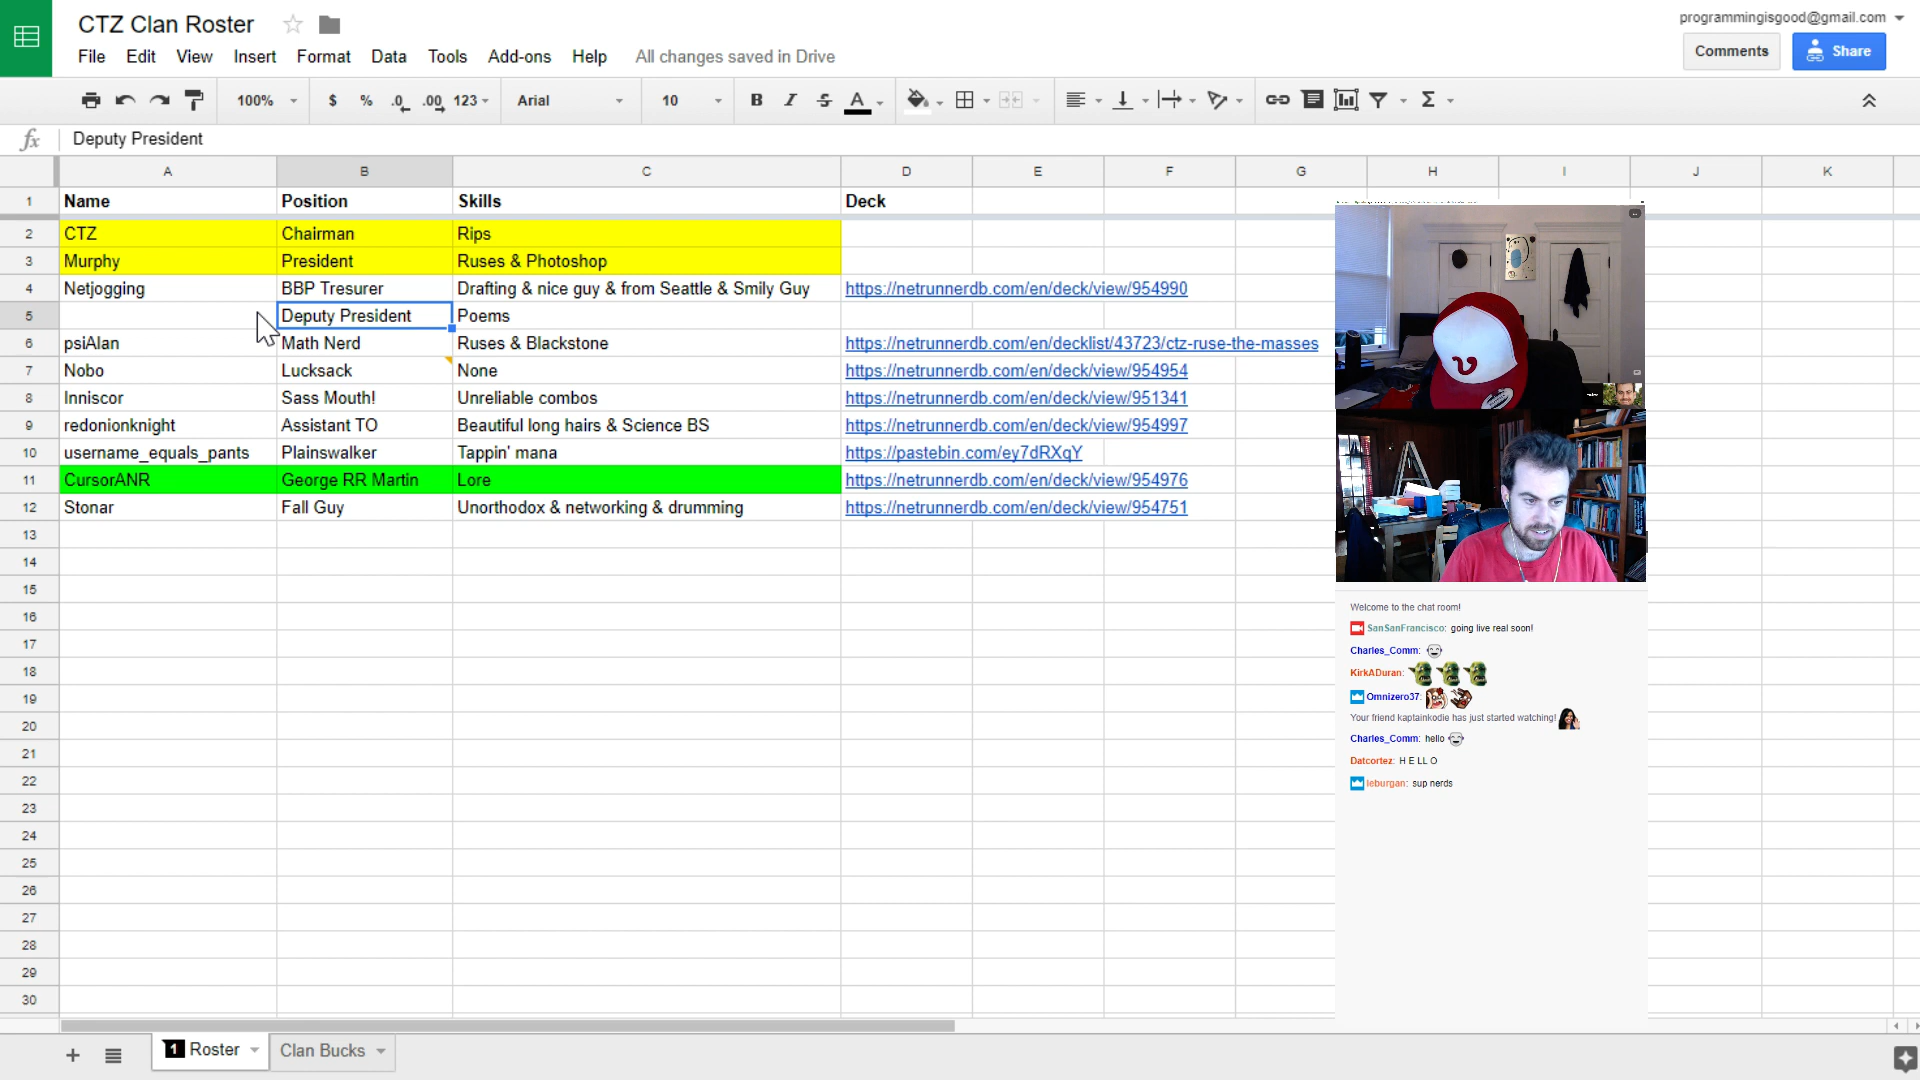 CTZ Clan Roster
programmingisgood@gmail.com
File Edit View Insert Format Data Tools Add-ons Help All changes saved in Drive
Comments Share
100% $ % .0 .00 123 Arial 10 B I S A Σ
fx Deputy President
A B C D E F G H I J K
1 Name Position Skills Deck
2 CTZ Chairman Rips
3 Murphy President Ruses & Photoshop
4 Netjogging BBP Tresurer Drafting & nice guy & from Seattle & Smily Guy https://netrunnerdb.com/en/deck/view/954990
5 Deputy President Poems
6 psiAlan Math Nerd Ruses & Blackstone https://netrunnerdb.com/en/decklist/43723/ctz-ruse-the-masses
7 Nobo Lucksack None https://netrunnerdb.com/en/deck/view/954954
8 Inniscor Sass Mouth! Unreliable combos https://netrunnerdb.com/en/deck/view/951341
9 redonionknight Assistant TO Beautiful long hairs & Science BS https://netrunnerdb.com/en/deck/view/954997
10 username_equals_pants Plainswalker Tappin' mana https://pastebin.com/ey7dRXqY
11 CursorANR George RR Martin Lore https://netrunnerdb.com/en/deck/view/954976
12 Stonar Fall Guy Unorthodox & networking & drumming https://netrunnerdb.com/en/deck/view/954751
13
14
15
16
17
18
19
20
21
22
23
24
25
26
27
28
29
30
Welcome to the chat room!
SanSanFrancisco: going live real soon!
Charles_Comm:
KirkADuran:
Omnizero37:
Your friend kaptainkodie has just started watching!
Charles_Comm: hello
Datcortez: H E L L O
leburgan: sup nerds
+ 1 Roster Clan Bucks